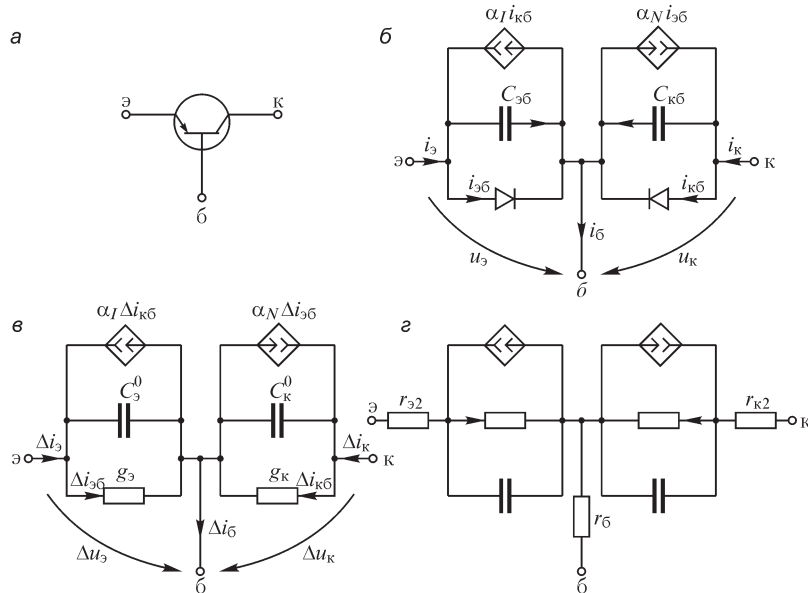 а
Э
К
б
б
α_I i_кб
α_N i_эб
C_эб
C_кб
i_э
i_к
Э
К
i_эб
i_кб
i_б
u_э
u_к
б
в
α_I Δi_кб
α_N Δi_эб
C_э^0
C_к^0
Δi_э
Δi_к
Э
К
g_э
g_к
Δi_эб
Δi_кб
Δi_б
Δu_э
Δu_к
б
г
Э
r_э2
r_к2
К
r_б
б